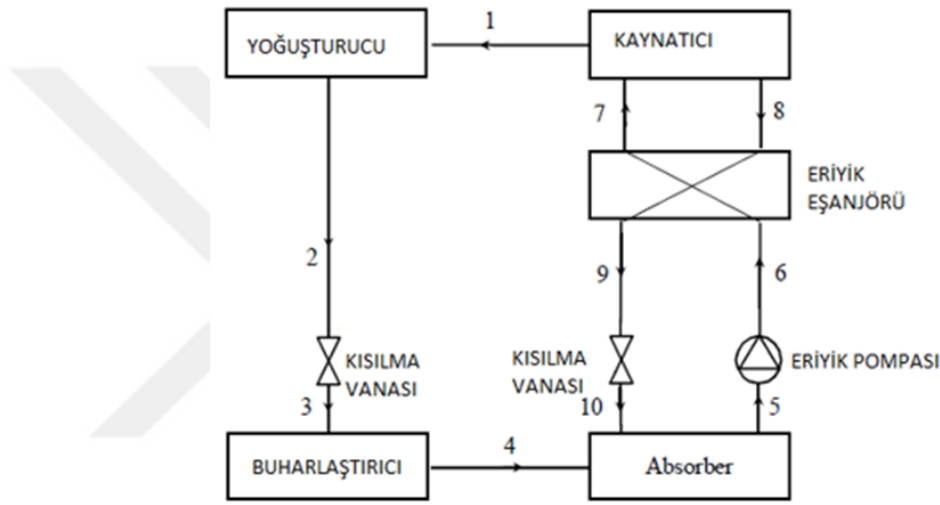 1
YOĞUŞTURUCU
KAYNATICI
7
8
ERİYİK
EŞANJÖRÜ
2
9
6
KISILMA
VANASI
KISILMA
VANASI
ERİYİK POMPASI
3
10
5
BUHARLAŞTIRICI
4
Absorber